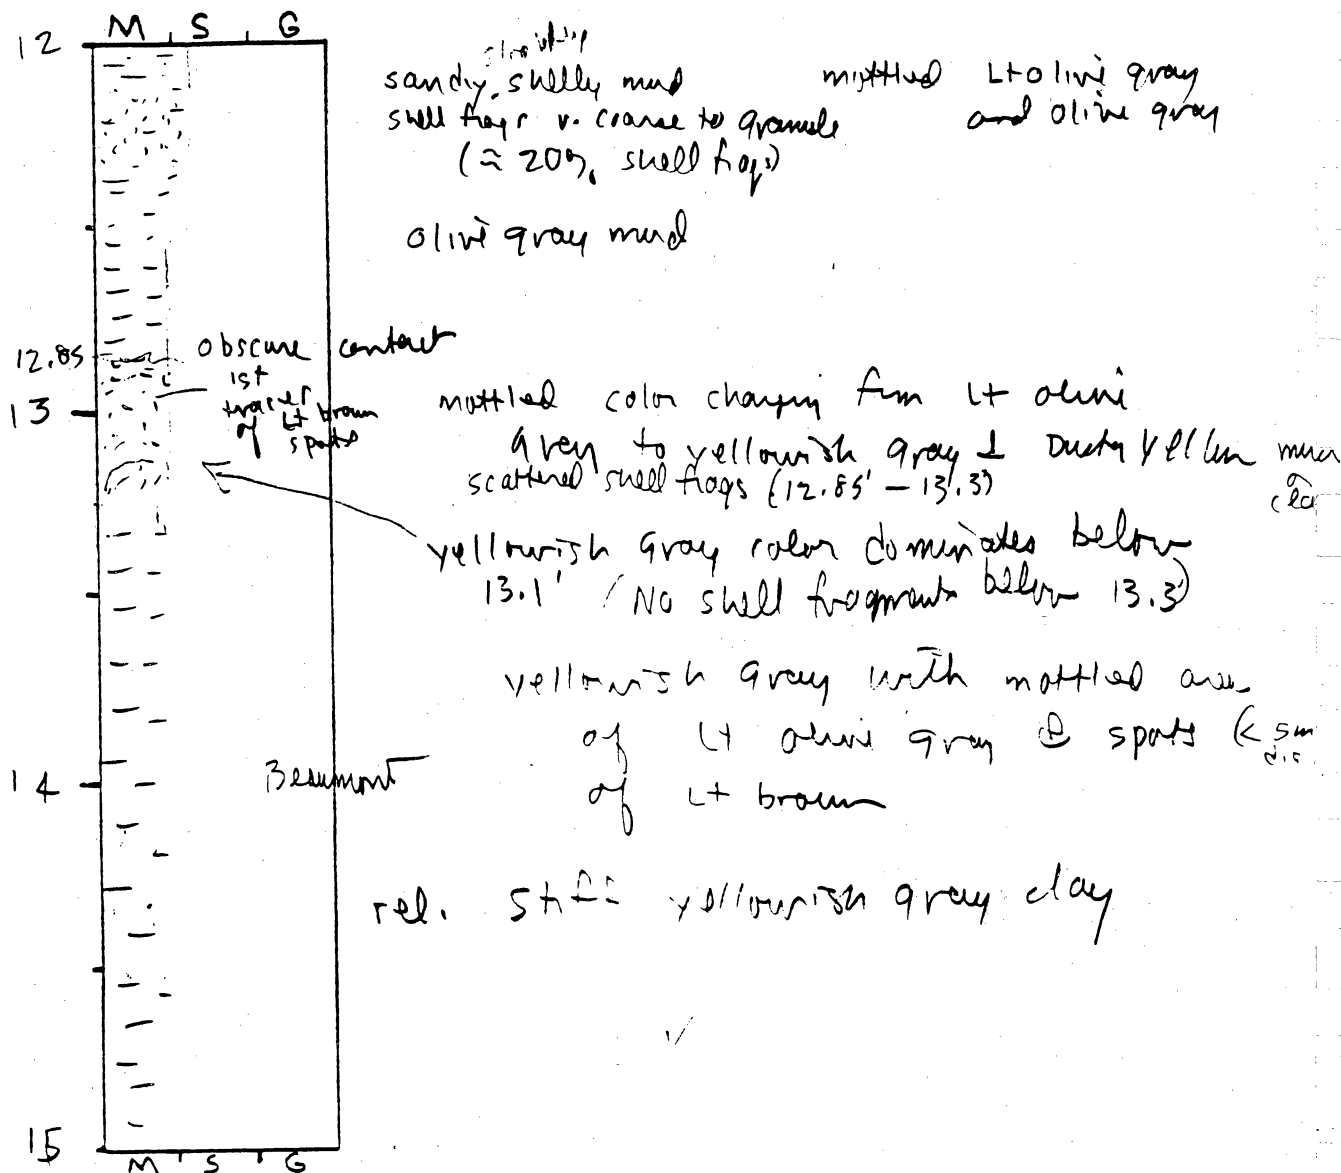 M S G
12
sandy, shelly mud
mottled Lt olive gray
shell frags v. coarse to granule
and olive gray
(≈ 20% shell frags)
olive gray mud
12.85
obscure contact
1st
traces
of Lt brown
spots
13
mottled color changing from Lt olive
gray to yellowish gray & Dusky Yellow
scattered shell frags (12.85' – 13.3')
yellowish Gray color dominates below
13.1' (No shell fragments below 13.3')
yellowish Gray with mottled areas
of Lt olive gray & spots (< 5m
of Lt brown
14
Beaumont
rel. stiff yellowish gray clay
15
M S G